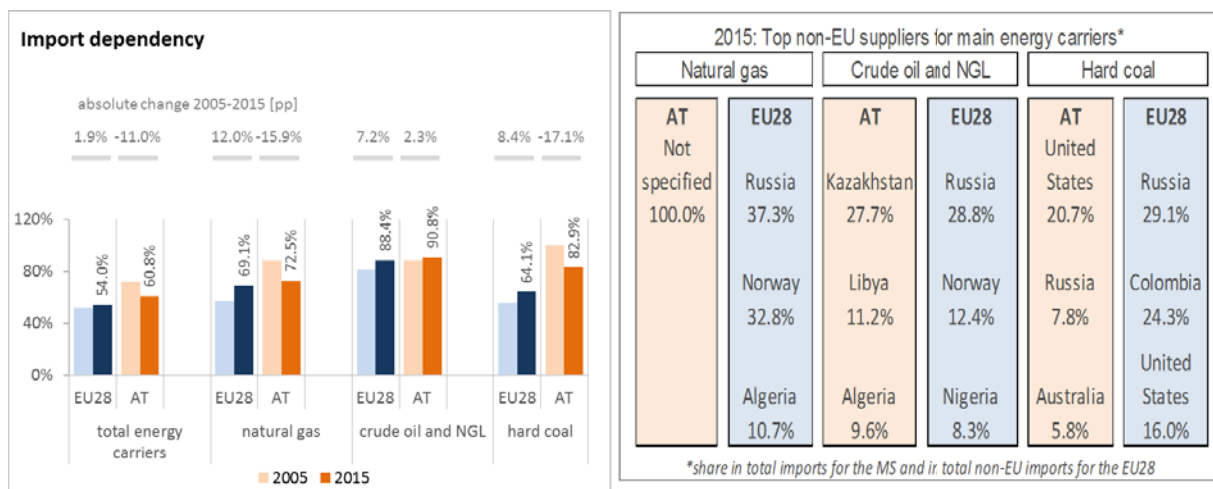 Import dependency
absolute change 2005-2015 [pp]
1.9% -11.0% 12.0% -15.9% 7.2% 2.3% 8.4% -17.1%
120%
80%
40%
0%
54.0% 60.8% 69.1% 72.5% 88.4% 90.8% 64.1% 82.9%
EU28 AT EU28 AT EU28 AT EU28 AT
total energy carriers
natural gas
crude oil and NGL
hard coal
2005 2015
2015: Top non-EU suppliers for main energy carriers*
Natural gas
Crude oil and NGL
Hard coal
AT
Not
specified
100.0%
EU28
Russia
37.3%
Norway
32.8%
Algeria
10.7%
AT
Kazakhstan
27.7%
Libya
11.2%
Algeria
9.6%
EU28
Russia
28.8%
Norway
12.4%
Nigeria
8.3%
AT
United
States
20.7%
Russia
7.8%
Australia
5.8%
EU28
Russia
29.1%
Colombia
24.3%
United
States
16.0%
*share in total imports for the MS and in total non-EU imports for the EU28